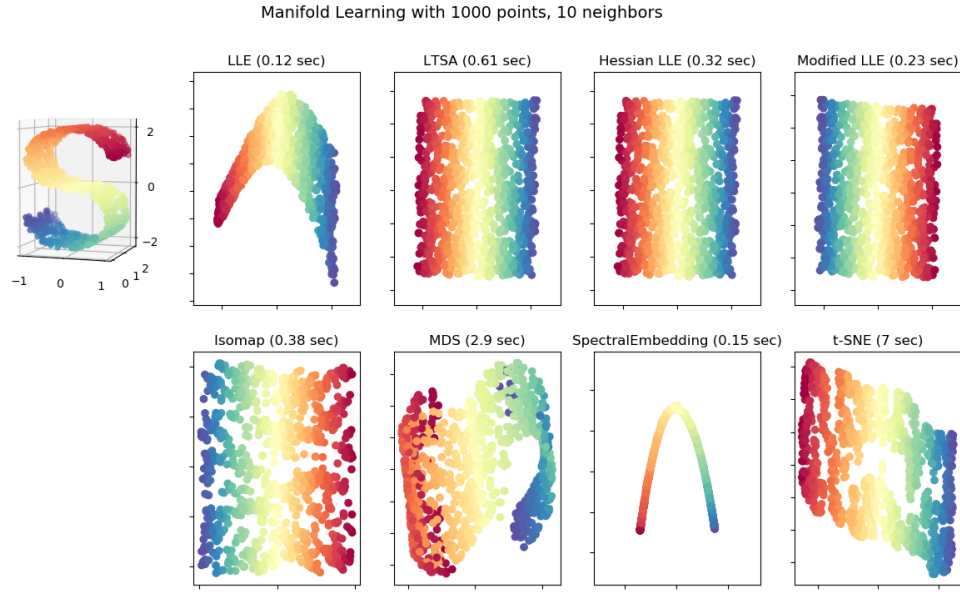 Manifold Learning with 1000 points, 10 neighbors
LLE (0.12 sec)
LTSA (0.61 sec)
Hessian LLE (0.32 sec)
Modified LLE (0.23 sec)
2
0
−2
−1
0
1
0
1
2
Isomap (0.38 sec)
MDS (2.9 sec)
SpectralEmbedding (0.15 sec)
t-SNE (7 sec)